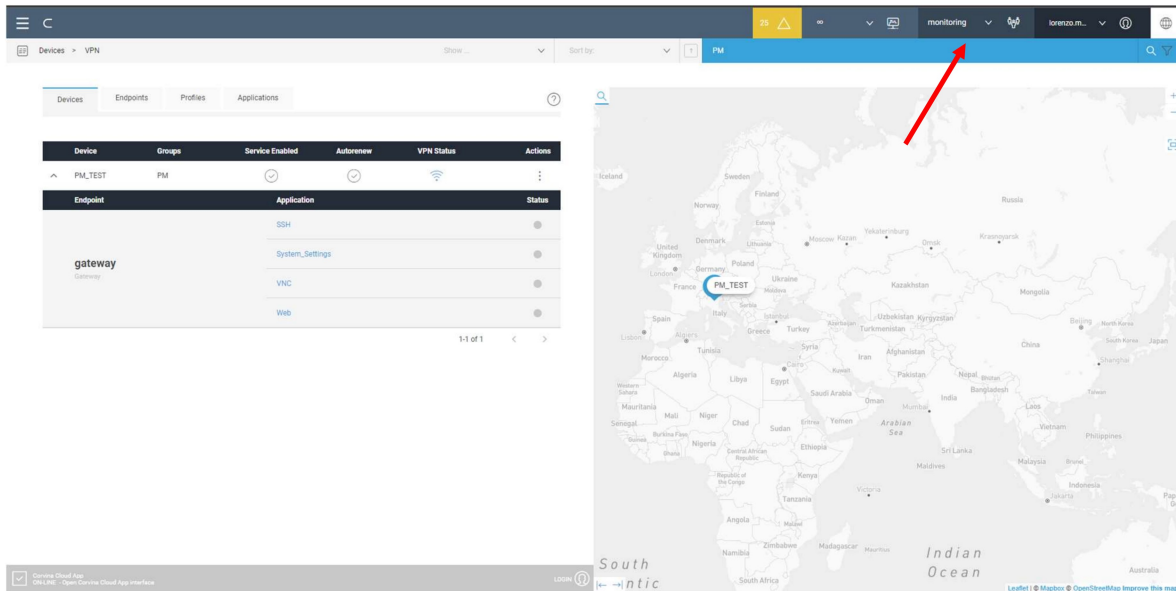 25
∞
monitoring
lorenzo.m...
Devices > VPN
Show ...
Sort by:
PM
Devices
Endpoints
Profiles
Applications
Device Groups Service Enabled Autorenew VPN Status Actions
PM_TEST PM
Endpoint Application Status
gateway
Gateway
SSH
System_Settings
VNC
Web
1-1 of 1
Corvina Cloud App
ON-LINE - Open Corvina Cloud App interface
LOGIN
Iceland
Sweden
Finland
Norway
Russia
Estonia
United Kingdom
Denmark
Lithuania
Moscow
Kazan
Yekaterinburg
Omsk
Krasnoyarsk
London
Germany
Poland
France
PM_TEST
Ukraine
Moldova
Kazakhstan
Mongolia
Serbia
Spain
Italy
Istanbul
Azerbaijan
Uzbekistan
Kyrgyzstan
Beijing
North Korea
Lisbon
Algiers
Greece
Turkey
Turkmenistan
South Korea
Japan
Tunisia
Syria
Afghanistan
China
Shanghai
Morocco
Cairo
Iran
Algeria
Libya
Egypt
Kuwait
Pakistan
Nepal
Bhutan
Western Sahara
Saudi Arabia
Bangladesh
Taiwan
Mauritania
Oman
Mumbai
India
Laos
Mali
Niger
Chad
Sudan
Eritrea
Yemen
Arabian Sea
Vietnam
Philippines
Senegal
Burkina Faso
Guinea
Nigeria
Ghana
Central African Republic
Ethiopia
Sri Lanka
Maldives
Malaysia
Brunei
Republic of the Congo
Kenya
Indonesia
Victoria
Jakarta
Tanzania
Angola
Malawi
Zimbabwe
Madagascar
Mauritius
Namibia
Indian Ocean
South
ntic
South Africa
Australia
Leaflet | © Mapbox © OpenStreetMap Improve this map